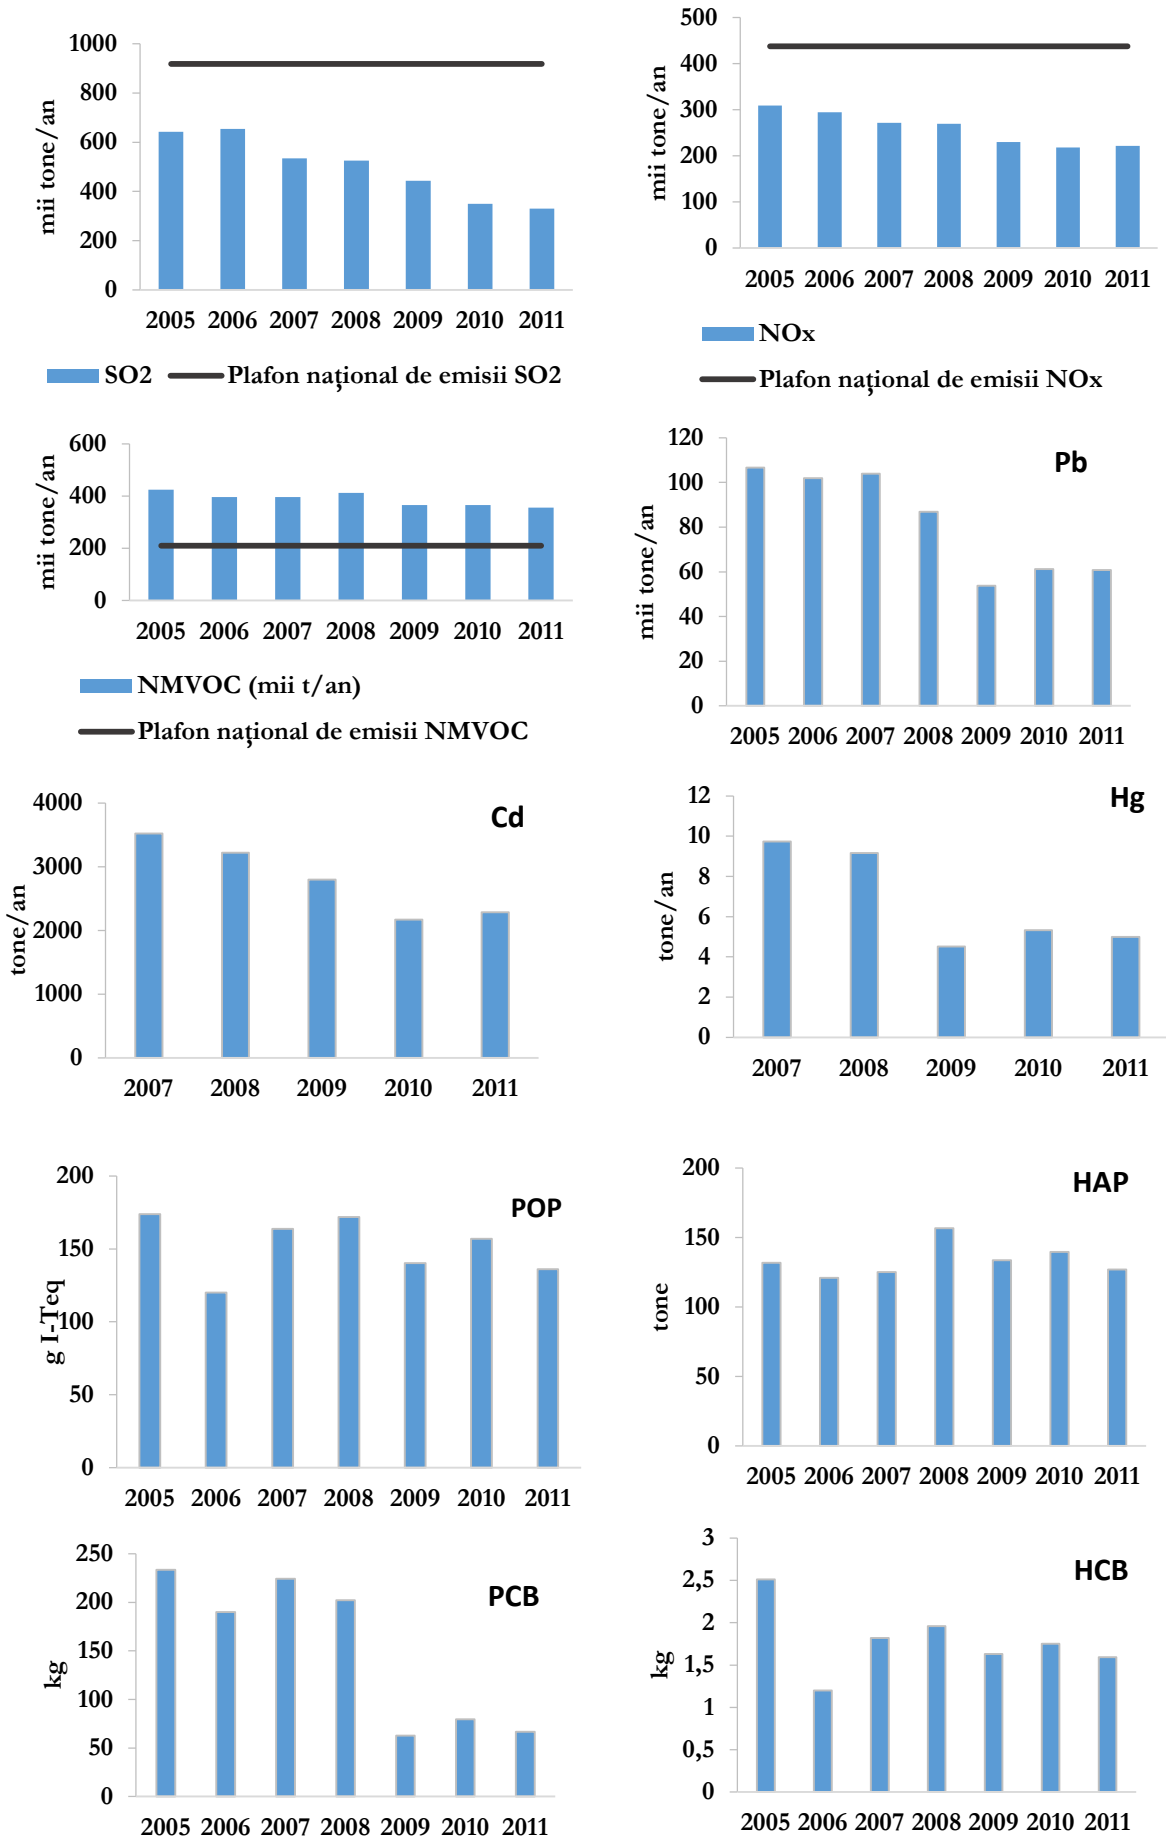 1000
800
600
400
200
0
mii tone/an
2005 2006 2007 2008 2009 2010 2011
SO2 Plafon național de emisii SO2
500
400
300
200
100
0
mii tone/an
2005 2006 2007 2008 2009 2010 2011
NOx
Plafon național de emisii NOx
600
400
200
0
mii tone/an
2005 2006 2007 2008 2009 2010 2011
NMVOC (mii t/an)
Plafon național de emisii NMVOC
120
100
80
60
40
20
0
mii tone/an
Pb
2005 2006 2007 2008 2009 2010 2011
4000
3000
2000
1000
0
tone/an
Cd
2007 2008 2009 2010 2011
12
10
8
6
4
2
0
tone/an
Hg
2007 2008 2009 2010 2011
200
150
100
50
0
g I-Teq
POP
2005 2006 2007 2008 2009 2010 2011
200
150
100
50
0
tone
HAP
2005 2006 2007 2008 2009 2010 2011
250
200
150
100
50
0
kg
PCB
2005 2006 2007 2008 2009 2010 2011
3
2,5
2
1,5
1
0,5
0
kg
HCB
2005 2006 2007 2008 2009 2010 2011